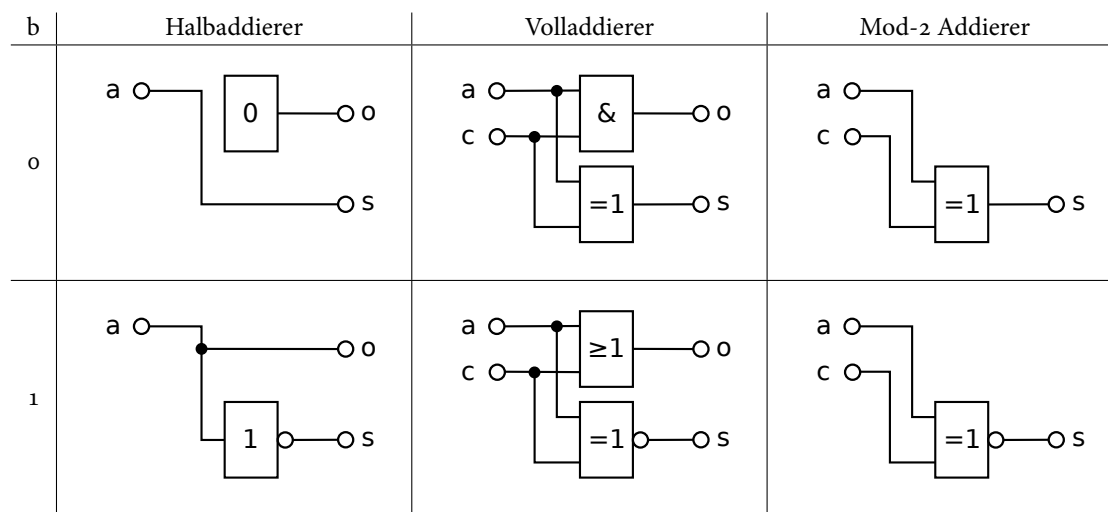 b Halbaddierer Volladdierer Mod-2 Addierer
0
a 0 o
s
a & o
c =1 s
a
c =1 s
1
a o
1 s
a ≥1 o
c =1 s
a
c =1 s